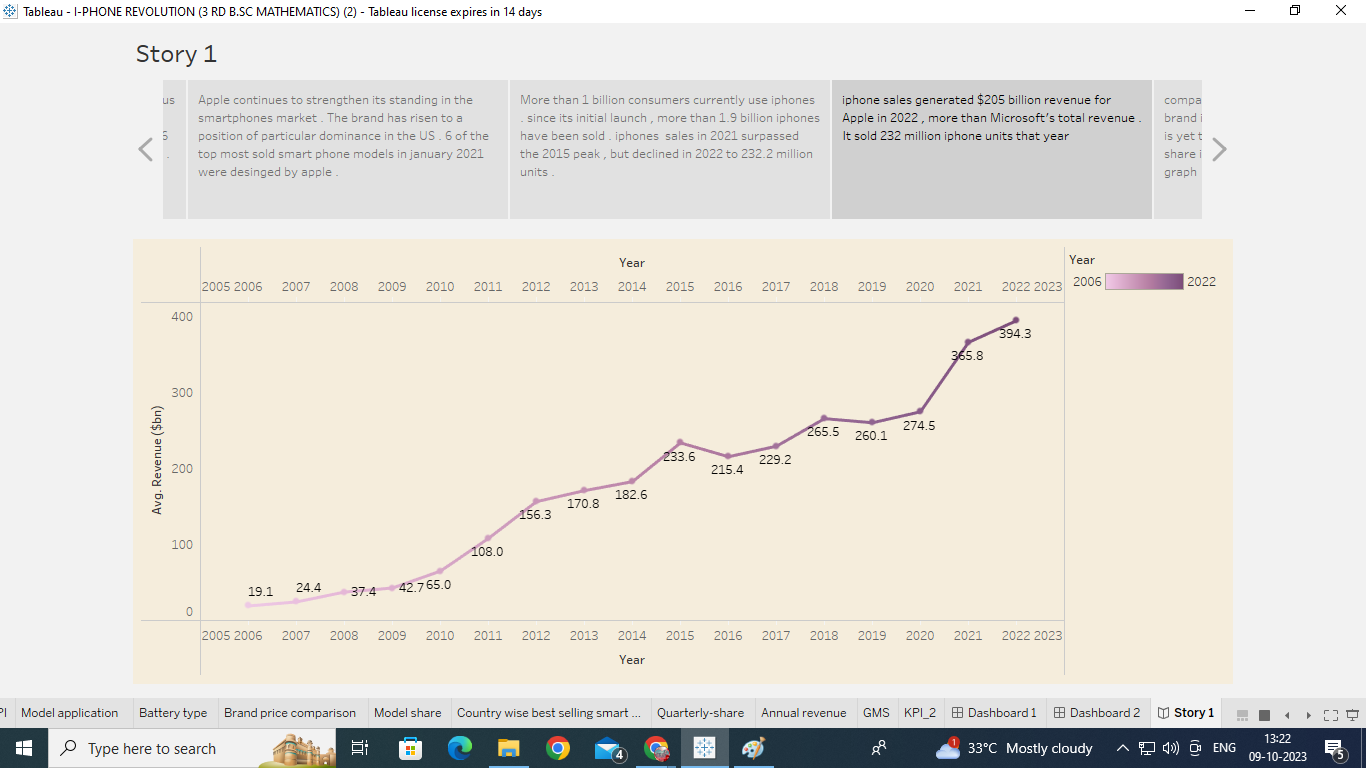 Tableau - I-PHONE REVOLUTION (3 RD B.SC MATHEMATICS) (2) - Tableau license expires in 14 days
Story 1
us
5
.
Apple continues to strengthen its standing in the
smartphones market . The brand has risen to a
position of particular dominance in the US . 6 of the
top most sold smart phone models in january 2021
were desinged by apple .
More than 1 billion consumers currently use iphones
. since its initial launch , more than 1.9 billion iphones
have been sold . iphones  sales in 2021 surpassed
the 2015 peak , but declined in 2022 to 232.2 million
units .
iphone sales generated $205 billion revenue for
Apple in 2022 , more than Microsoft's total revenue .
It sold 232 million iphone units that year
compa
brand i
is yet t
share i
graph
Year
2005 2006 2007 2008 2009 2010 2011 2012 2013 2014 2015 2016 2017 2018 2019 2020 2021 2022 2023
Year
2006 2022
Avg. Revenue ($bn)
400
300
200
100
0
19.1 24.4 37.4 42.7 65.0 108.0 156.3 170.8 182.6 233.6 215.4 229.2 265.5 260.1 274.5 365.8 394.3
2005 2006 2007 2008 2009 2010 2011 2012 2013 2014 2015 2016 2017 2018 2019 2020 2021 2022 2023
Year
PI Model application Battery type Brand price comparison Model share Country wise best selling smart ... Quarterly-share Annual revenue GMS KPI_2 Dashboard 1 Dashboard 2 Story 1
Type here to search 4 1 33°C Mostly cloudy ENG 13:22
09-10-2023 5